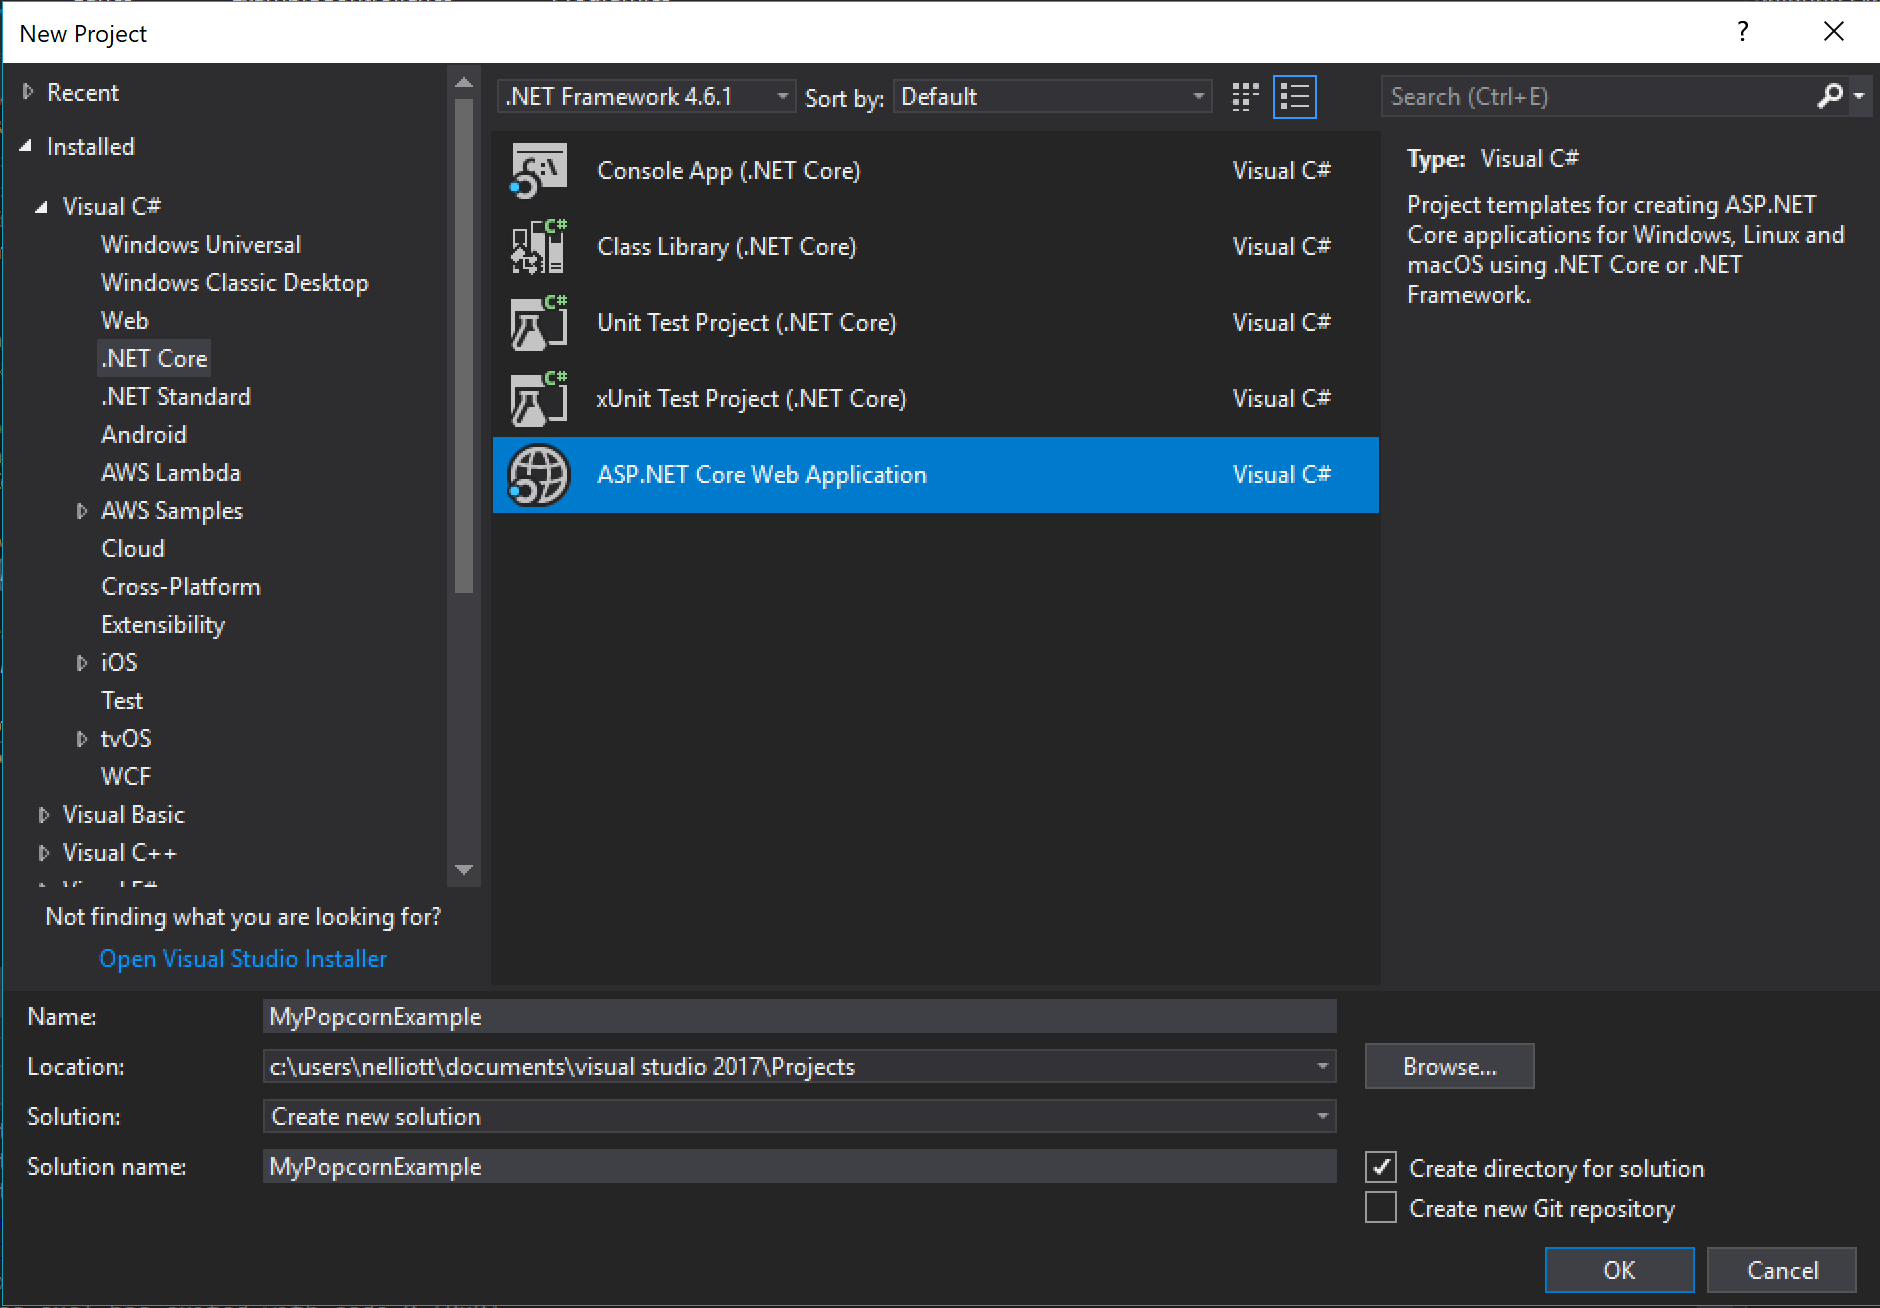 New Project
?
Recent
Installed
Visual C#
Windows Universal
Windows Classic Desktop
Web
.NET Core
.NET Standard
Android
AWS Lambda
AWS Samples
Cloud
Cross-Platform
Extensibility
iOS
Test
tvOS
WCF
Visual Basic
Visual C++
Not finding what you are looking for?
Open Visual Studio Installer
.NET Framework 4.6.1 Sort by: Default
Console App (.NET Core) Visual C#
Class Library (.NET Core) Visual C#
Unit Test Project (.NET Core) Visual C#
xUnit Test Project (.NET Core) Visual C#
ASP.NET Core Web Application Visual C#
Search (Ctrl+E)
Type: Visual C#
Project templates for creating ASP.NET
Core applications for Windows, Linux and
macOS using .NET Core or .NET
Framework.
Name: MyPopcornExample
Location: c:\users\nelliott\documents\visual studio 2017\Projects Browse...
Solution: Create new solution
Solution name: MyPopcornExample
Create directory for solution
Create new Git repository
OK Cancel